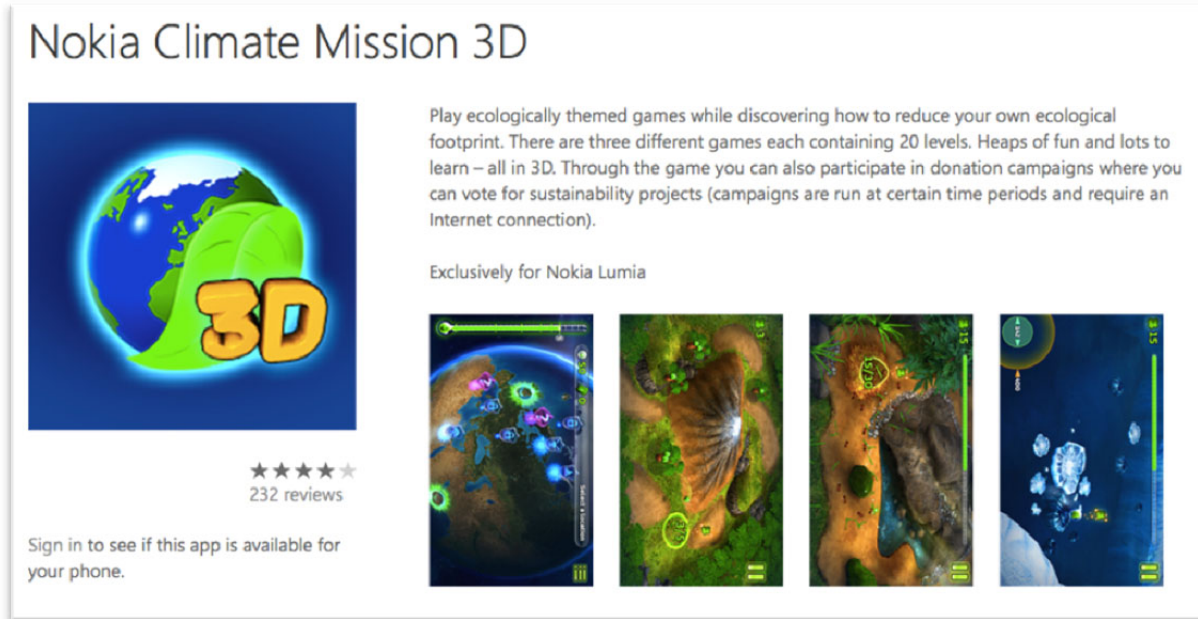 Nokia Climate Mission 3D
Play ecologically themed games while discovering how to reduce your own ecological
footprint. There are three different games each containing 20 levels. Heaps of fun and lots to
learn – all in 3D. Through the game you can also participate in donation campaigns where you
can vote for sustainability projects (campaigns are run at certain time periods and require an
Internet connection).
Exclusively for Nokia Lumia
3D
232 reviews
Sign in to see if this app is available for
your phone.
Select a location